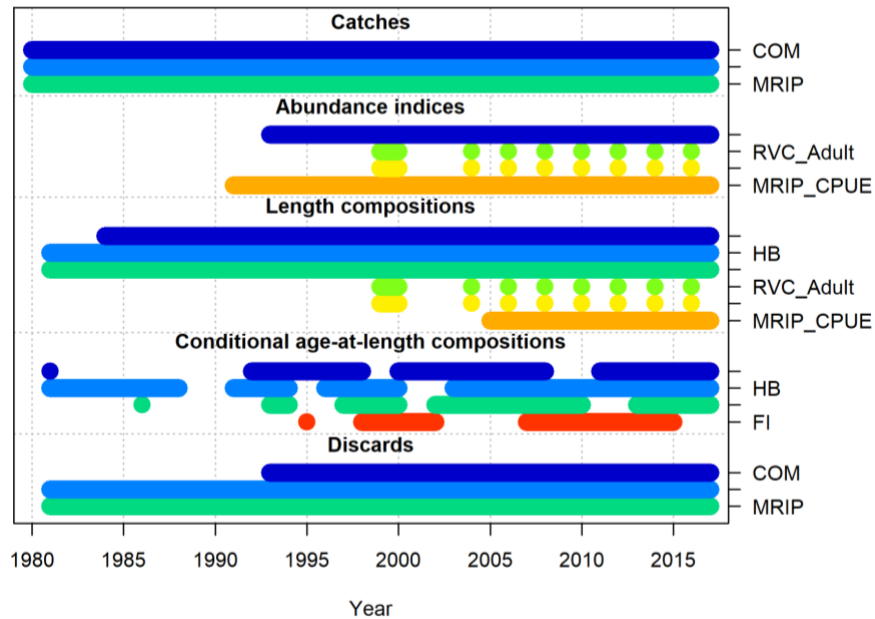 Catches
COM
MRIP
Abundance indices
RVC_Adult
MRIP_CPUE
Length compositions
HB
RVC_Adult
MRIP_CPUE
Conditional age-at-length compositions
HB
FI
Discards
COM
MRIP
1980 1985 1990 1995 2000 2005 2010 2015
Year